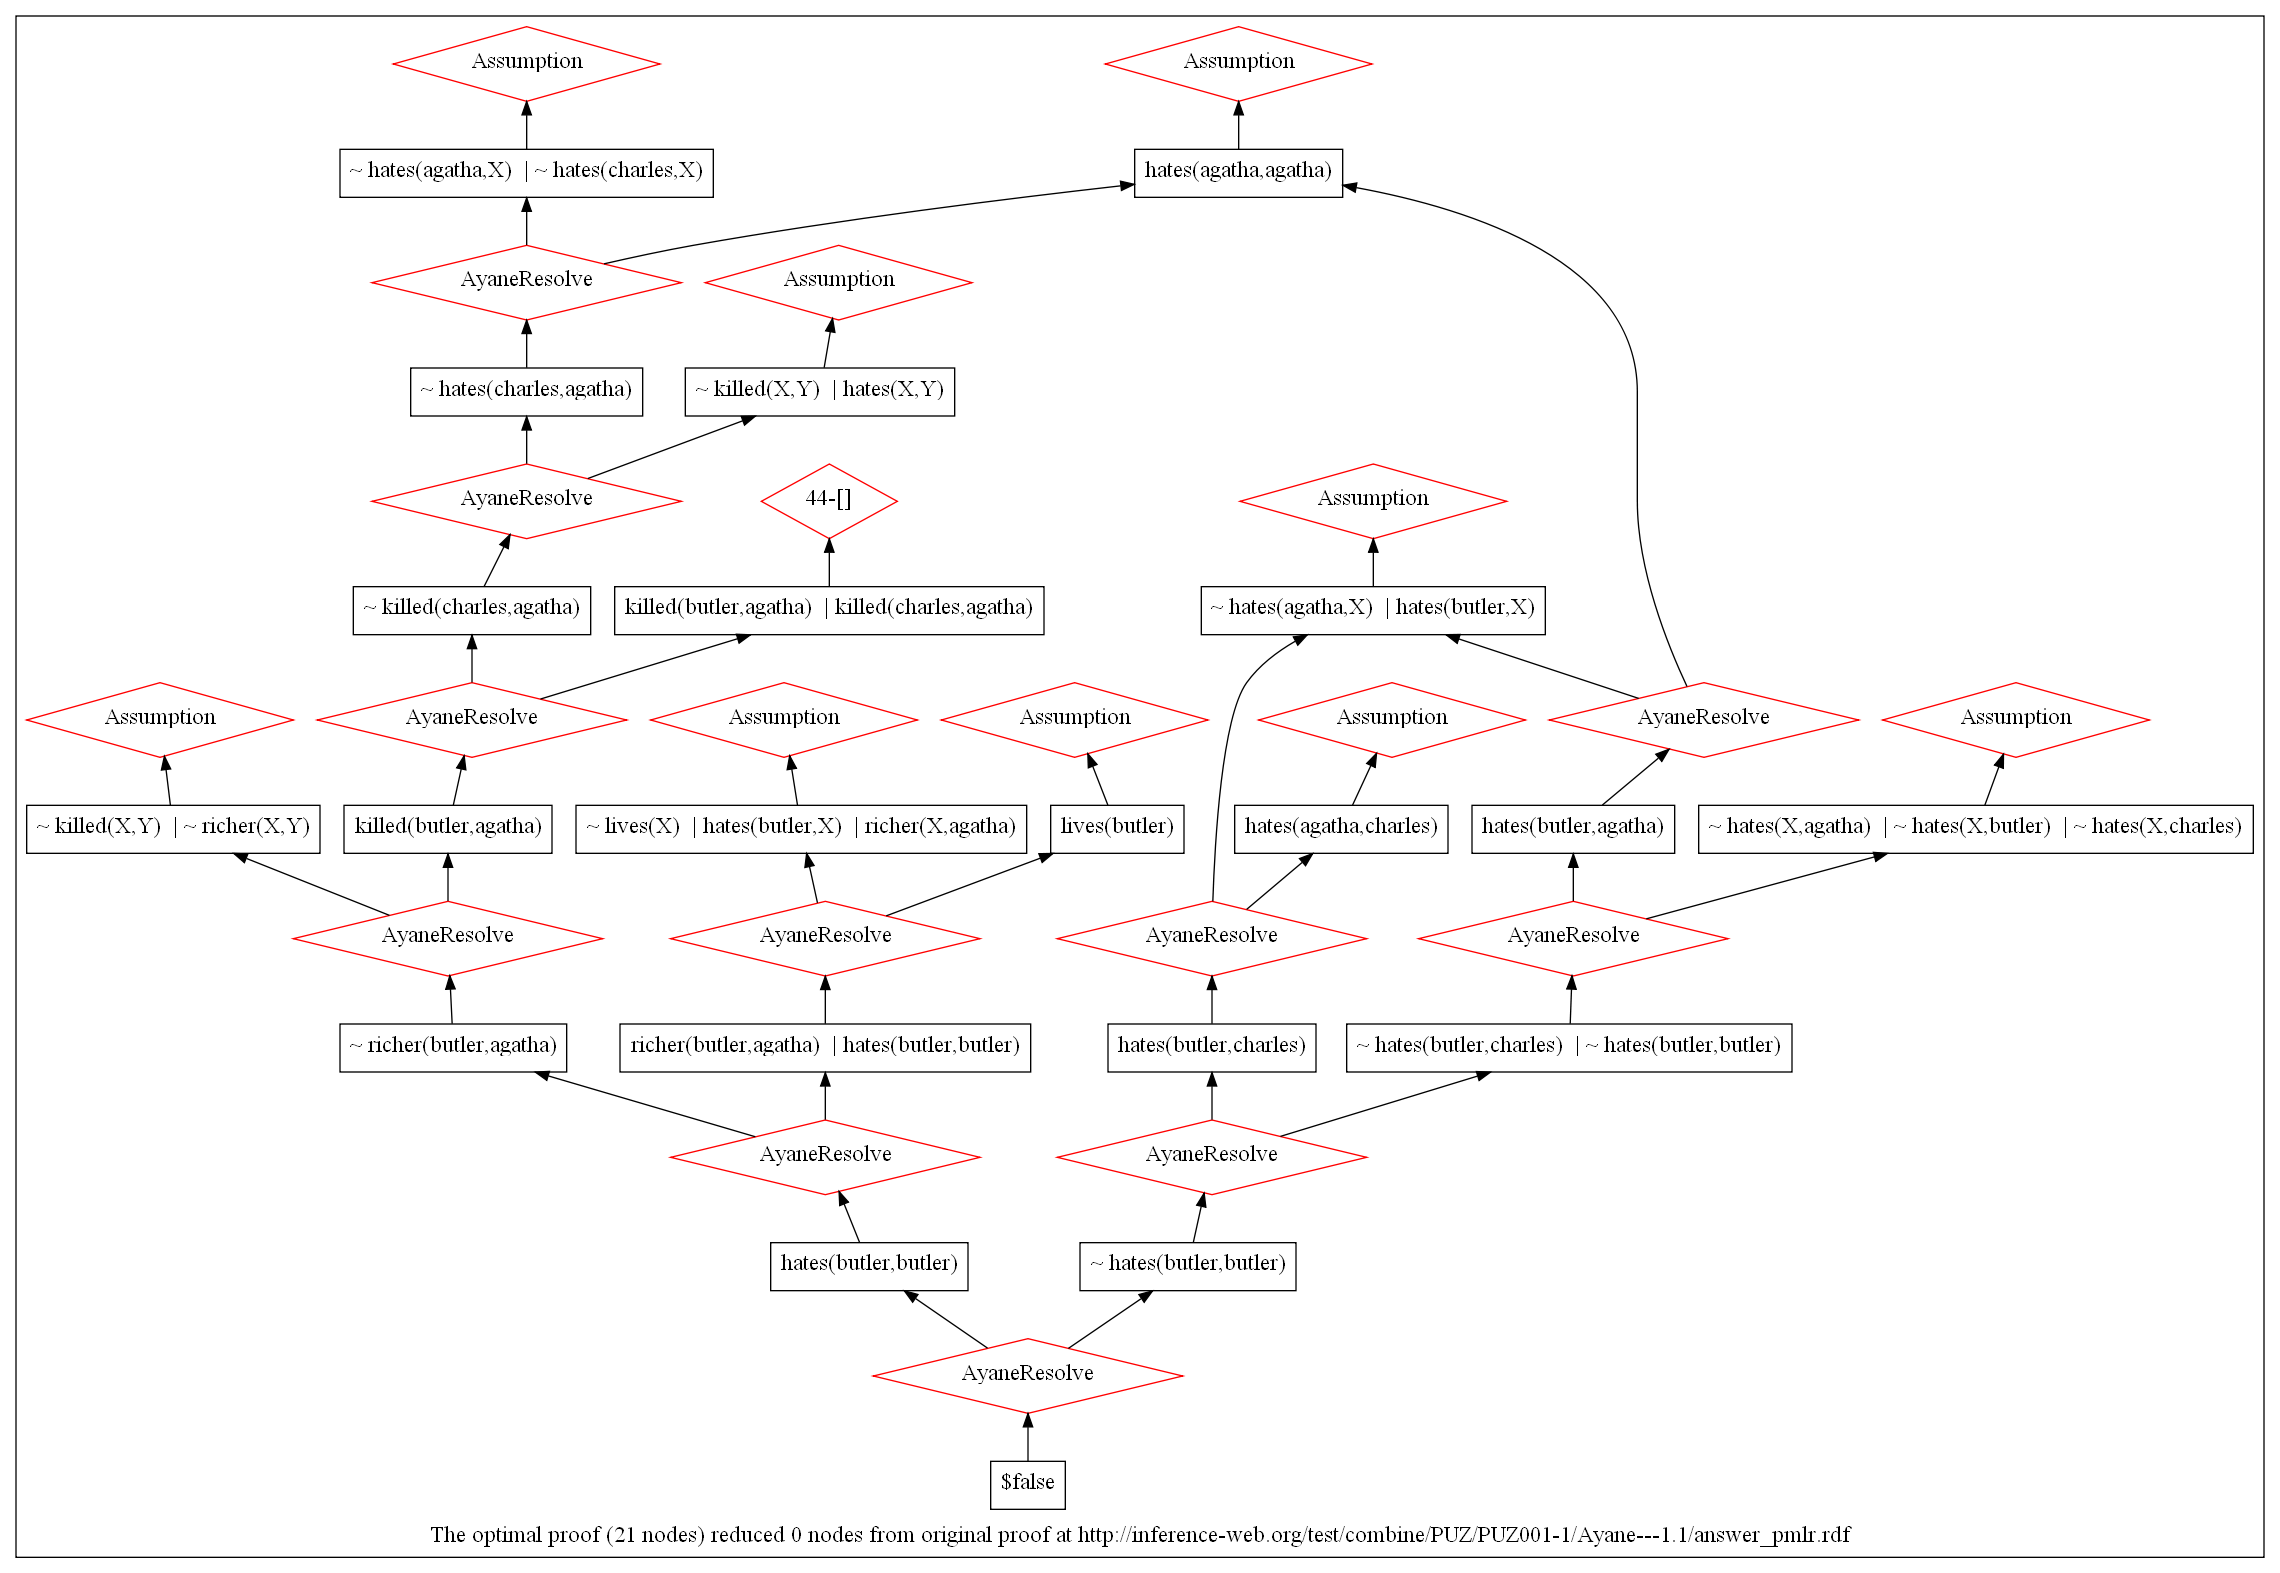 Assumption
Assumption
~ hates(agatha,X) | ~ hates(charles,X)
hates(agatha,agatha)
AyaneResolve
Assumption
~ hates(charles,agatha)
~ killed(X,Y) | hates(X,Y)
AyaneResolve
44-[]
Assumption
~ killed(charles,agatha)
killed(butler,agatha) | killed(charles,agatha)
~ hates(agatha,X) | hates(butler,X)
Assumption
AyaneResolve
Assumption
Assumption
Assumption
AyaneResolve
Assumption
~ killed(X,Y) | ~ richer(X,Y)
killed(butler,agatha)
~ lives(X) | hates(butler,X) | richer(X,agatha)
lives(butler)
hates(agatha,charles)
hates(butler,agatha)
~ hates(X,agatha) | ~ hates(X,butler) | ~ hates(X,charles)
AyaneResolve
AyaneResolve
AyaneResolve
AyaneResolve
~ richer(butler,agatha)
richer(butler,agatha) | hates(butler,butler)
hates(butler,charles)
~ hates(butler,charles) | ~ hates(butler,butler)
AyaneResolve
AyaneResolve
hates(butler,butler)
~ hates(butler,butler)
AyaneResolve
$false
The optimal proof (21 nodes) reduced 0 nodes from original proof at http://inference-web.org/test/combine/PUZ/PUZ001-1/Ayane---1.1/answer_pmlr.rdf